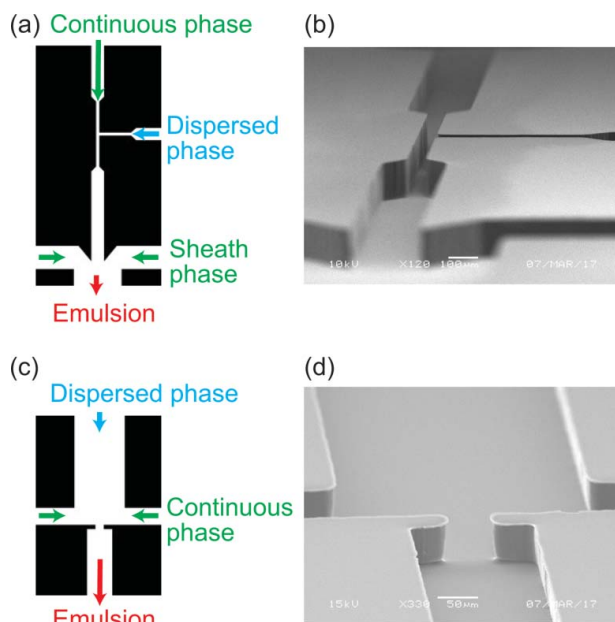 (a)
Continuous phase
Dispersed
phase
Sheath
phase
Emulsion
(b)
10kV X120 100µm 07/MAR/17
(c)
Dispersed phase
Continuous
phase
Emulsion
(d)
15kV X330 50µm 07/MAR/17